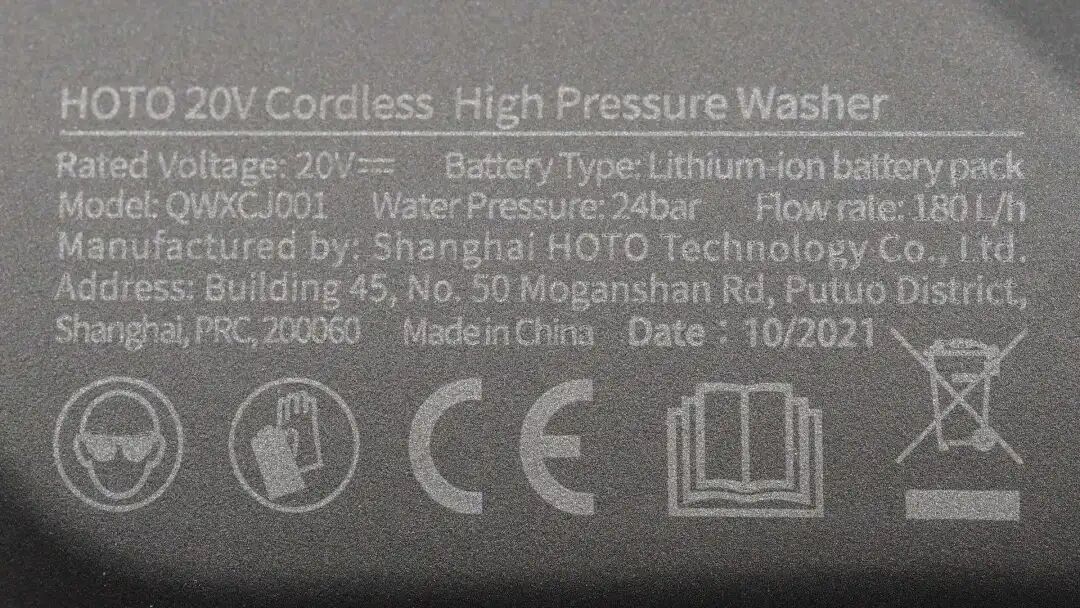 HOTO 20V Cordless High Pressure Washer
Rated Voltage: 20V⎓ Battery Type: Lithium-ion battery pack
Model: QWXCJ001 Water Pressure: 24bar Flow rate: 180 L/h
Manufactured by: Shanghai HOTO Technology Co., Ltd.
Address: Building 45, No. 50 Moganshan Rd, Putuo District,
Shanghai, PRC, 200060 Made in China Date : 10/2021
CE